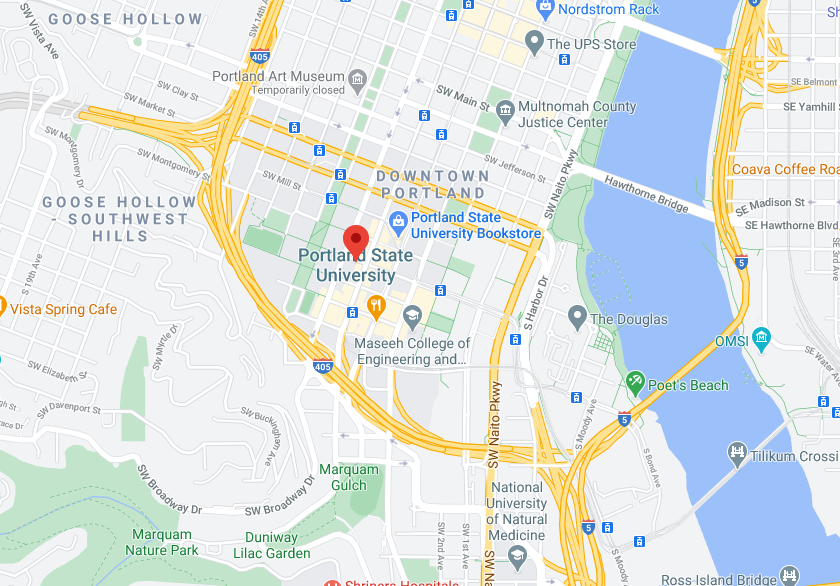 Nordstrom Rack
5
GOOSE HOLLOW
SW 14th A
SW Vista Ave
The UPS Store
405
Portland Art Museum
Temporarily closed
SW Clay St
SW Market St
SW Main St
Multnomah County
Justice Center
SE Belmont
SE Yamhill
SW Montgomery Dr
SW Montgomery St
SW Jefferson St
SW Mill St
DOWNTOWN
PORTLAND
SW Naito Pkwy
Hawthorne Bridge
Coava Coffee Roa
SE Madison St
SE Hawthorne Blvd
GOOSE HOLLOW
- SOUTHWEST
HILLS
Portland State
University Bookstore
Portland State
University
5
SE 3rd Ave
S 19th Ave
S Harbor Dr
Vista Spring Cafe
The Douglas
OMSI
SE Water Av
Maseeh College of
Engineering and...
SW Myrtle Dr
405
SW Elizabeth St
Poet's Beach
SW Davenport St
gh St
race Dr
SW Buckingham Ave
SW Naito Pkwy
S Moody Ave
5
S Bond Ave
Tilikum Crossi
SW Broadway Dr
SW Broadway Dr
Marquam
Gulch
National
University
of Natural
Medicine
Marquam
Nature Park
Duniway
Lilac Garden
SW 2nd Ave
SW 1st Ave
SW Na
5
S Moody
Shriners Hospitals
Ross Island Bridge